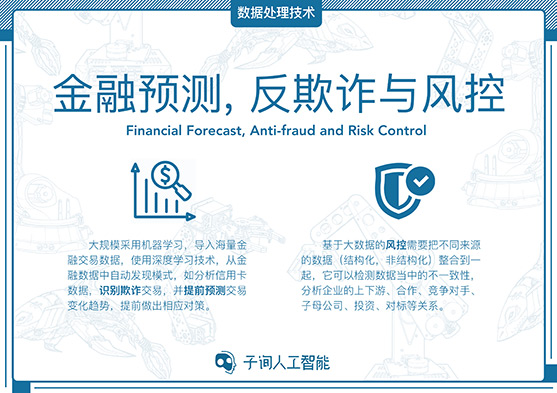 数据处理技术
金融预测, 反欺诈与风控
Financial Forecast, Anti-fraud and Risk Control
大规模采用机器学习，导入海量金
融交易数据，使用深度学习技术，从金
融数据中自动发现模式，如分析信用卡
数据，识别欺诈交易，并提前预测交易
变化趋势，提前做出相应对策。
基于大数据的风控需要把不同来源
的数据（结构化，非结构化）整合到一
起，它可以检测数据当中的不一致性，
分析企业的上下游、合作、竞争对手、
子母公司、投资、对标等关系。
子询人工智能